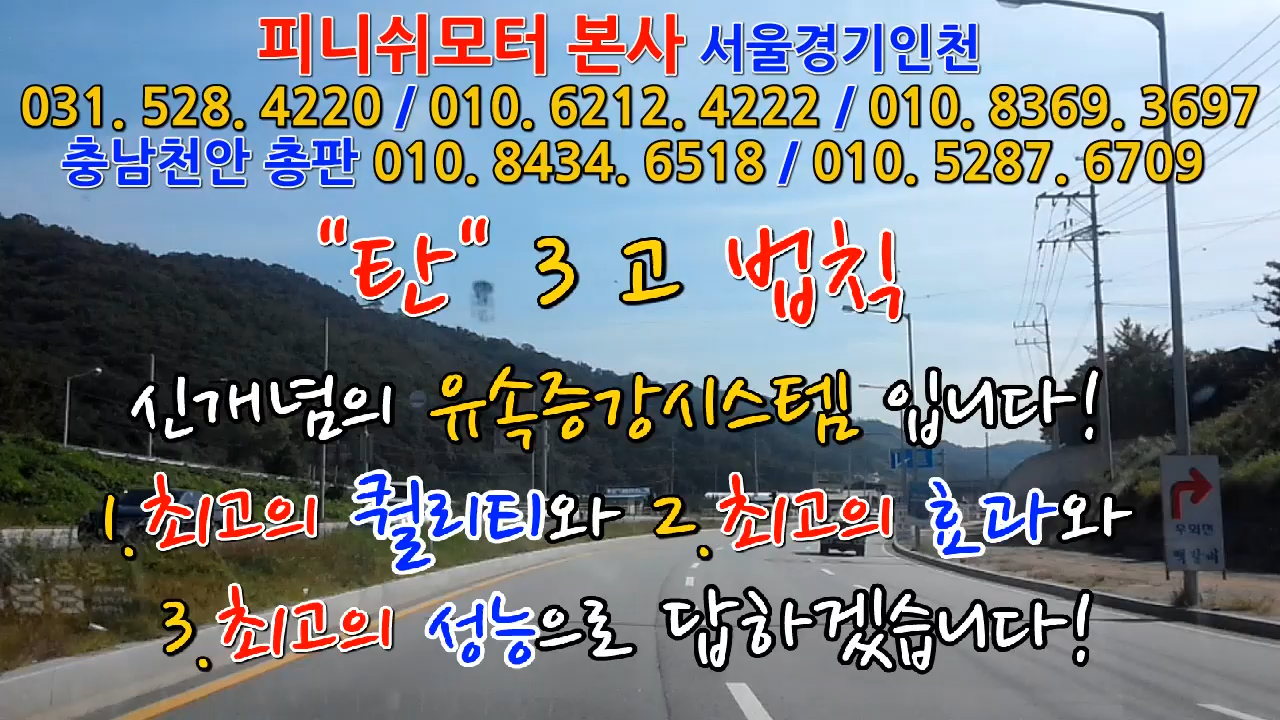 피니쉬모터 본사 서울경기인천
031. 528. 4220 / 010. 6212. 4222 / 010. 8369. 3697
충남천안 총판 010. 8434. 6518 / 010. 5287. 6709
"탄" 3 고 법칙
신개념의 유속증강시스템 입니다!
1. 최고의 퀄리티와 2. 최고의 효과와
3. 최고의 성능으로 답하겠습니다!